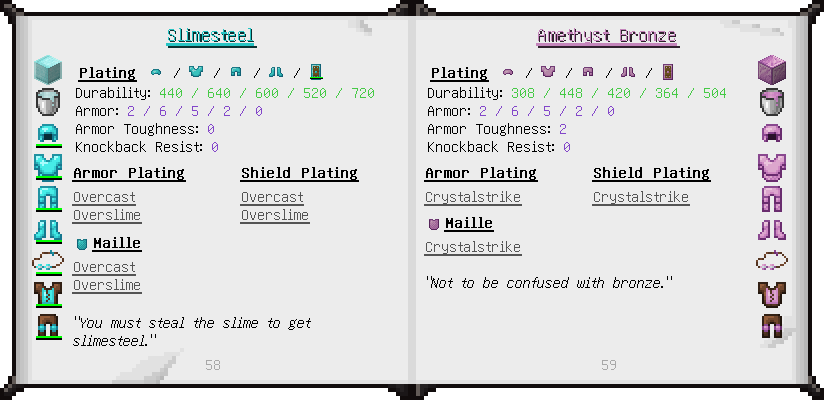 Slimesteel
Plating / / / /
Durability: 440 / 640 / 600 / 520 / 720
Armor: 2 / 6 / 5 / 2 / 0
Armor Toughness: 0
Knockback Resist: 0
Armor Plating
Overcast
Overslime
Shield Plating
Overcast
Overslime
Maille
Overcast
Overslime
"You must steal the slime to get
slimesteel."
58
Amethyst Bronze
Plating / / / /
Durability: 308 / 448 / 420 / 364 / 504
Armor: 2 / 6 / 5 / 2 / 0
Armor Toughness: 2
Knockback Resist: 0
Armor Plating
Crystalstrike
Shield Plating
Crystalstrike
Maille
Crystalstrike
"Not to be confused with bronze."
59